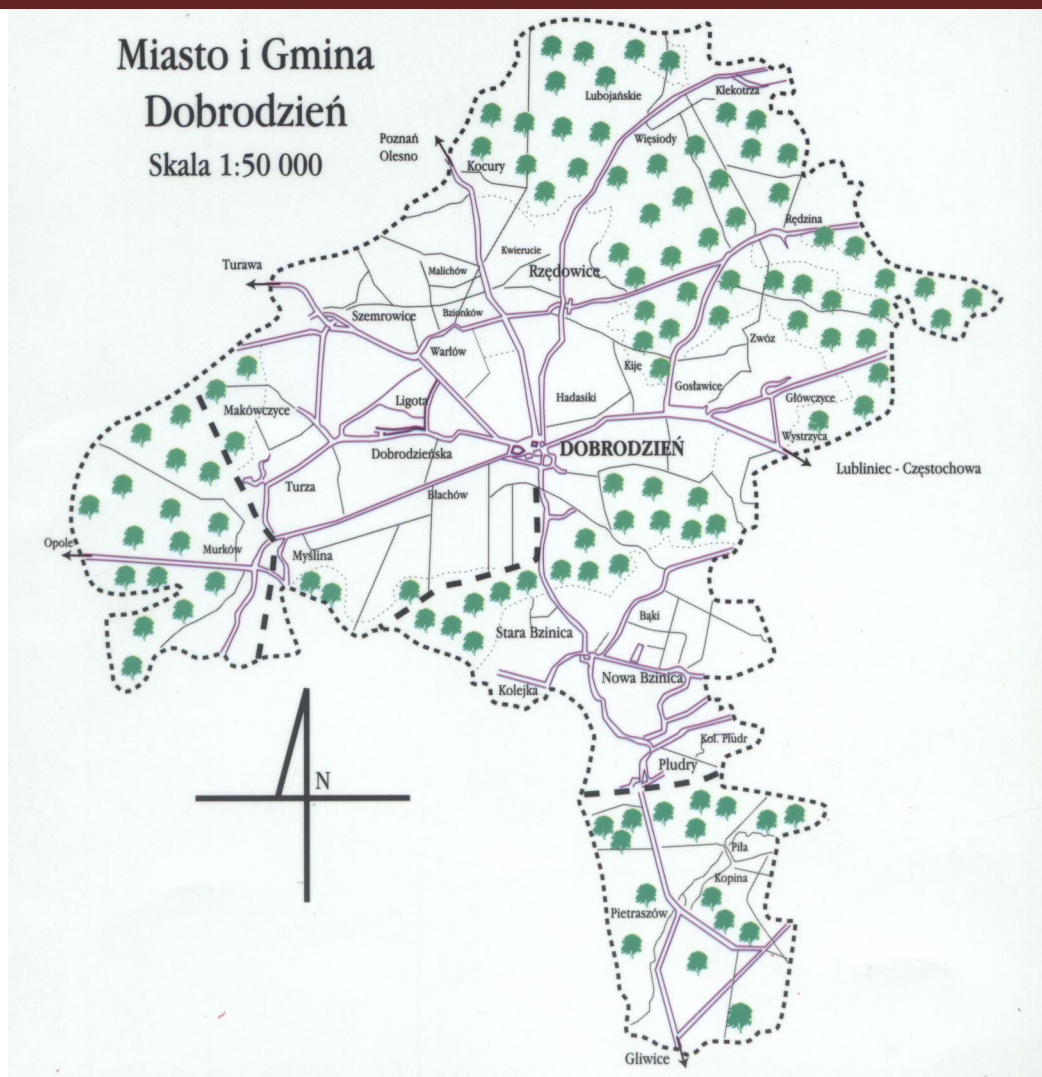 Miasto i Gmina
Dobrodzień
Skala 1:50 000
Poznań
Olesno
Kocury
Lubojańskie
Klekotrza
Więsiody
Rędzina
Turawa
Kwierucie
Malichów
Rzędowice
Szemrowice
Bzionków
Warłów
Zwóz
Kije
Gosławice
Makówczyce
Ligota
Hadasiki
Główczyce
Dobrodzieńska
DOBRODZIEŃ
Wystrzyca
Lubliniec - Częstochowa
Turza
Błachów
Opole
Murków
Myślina
Bąki
Stara Bzinica
Kolejka
Nowa Bzinica
Kol. Pludr
Pludry
N
Piła
Kopina
Pietraszów
Gliwice